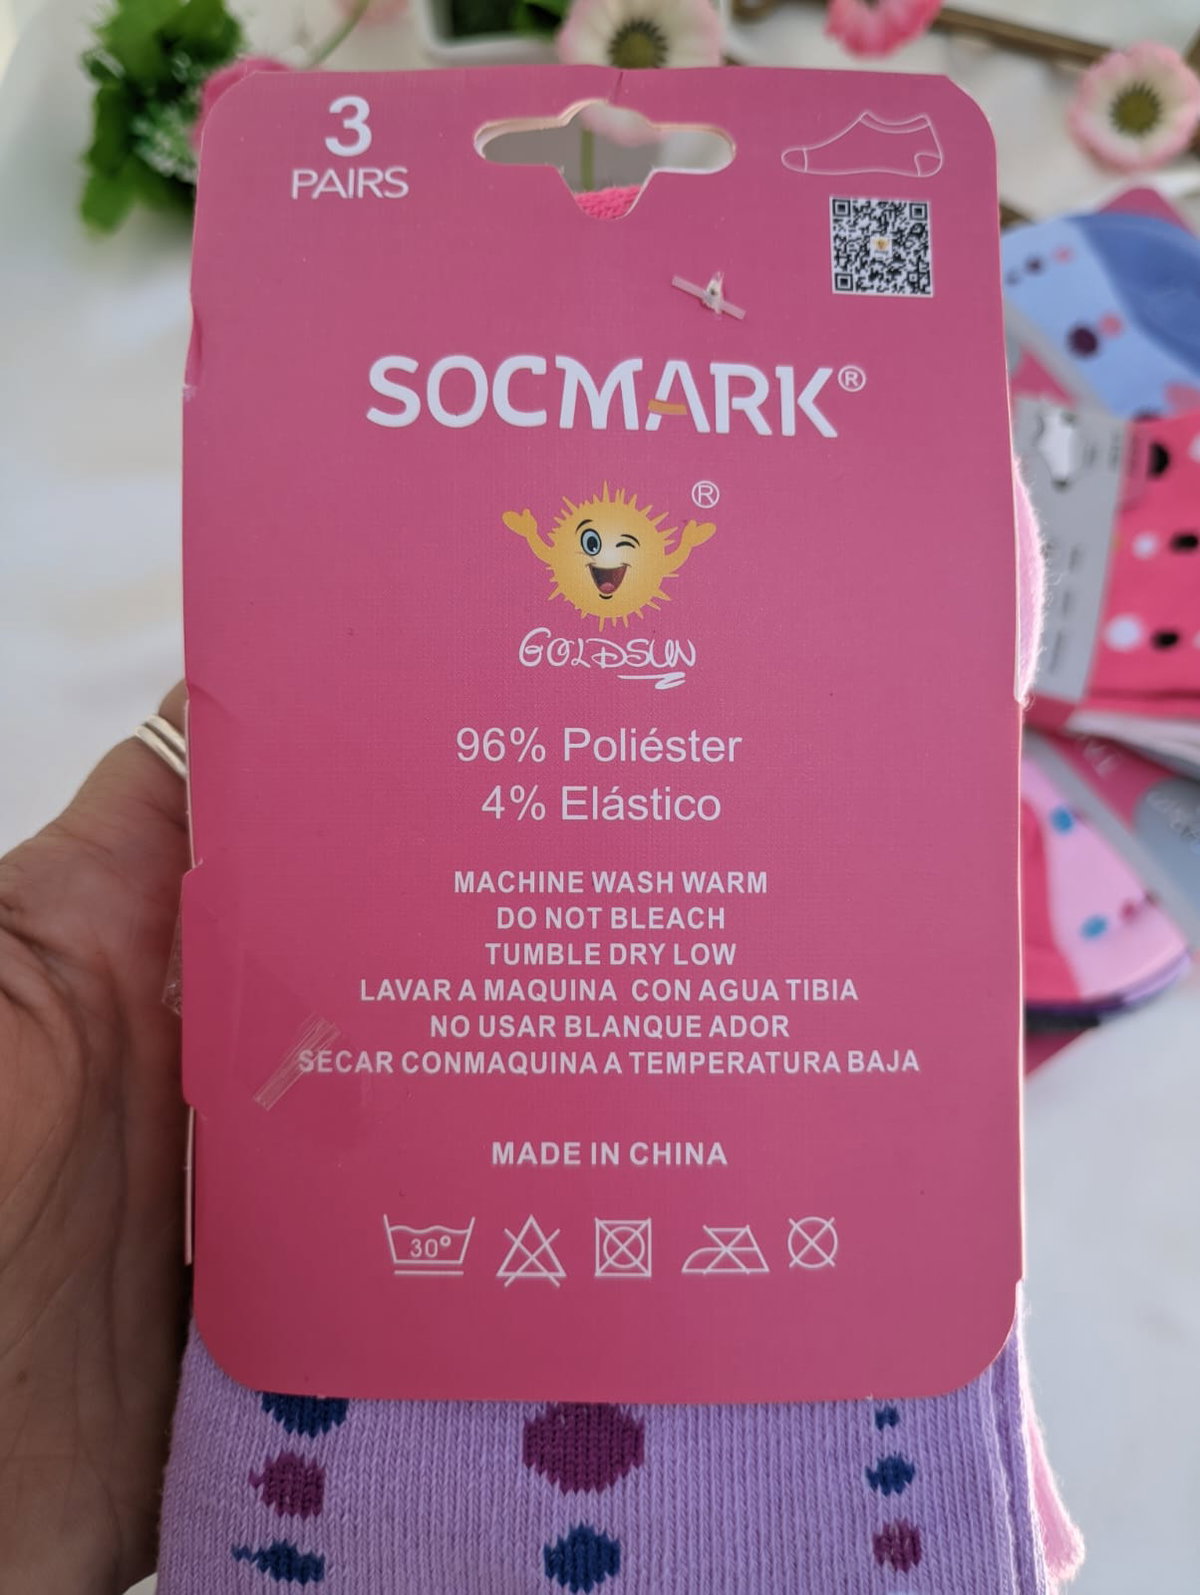 3
PAIRS
SOCMARK®
®
GOLDSUN
96% Poliéster
4% Elástico
MACHINE WASH WARM
DO NOT BLEACH
TUMBLE DRY LOW
LAVAR A MAQUINA CON AGUA TIBIA
NO USAR BLANQUE ADOR
SECAR CONMAQUINA A TEMPERATURA BAJA
MADE IN CHINA
30°